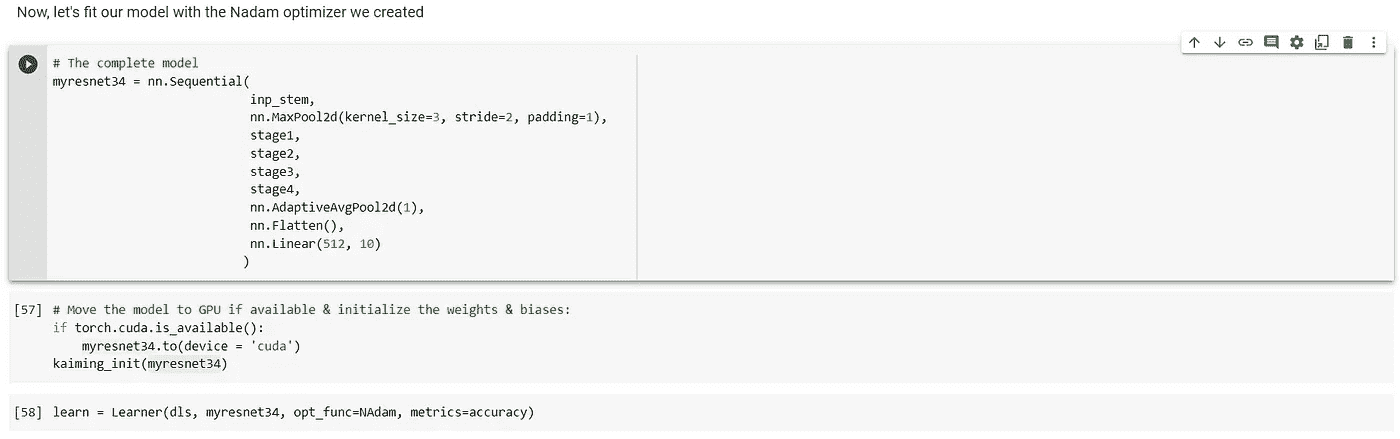 Now, let's fit our model with the Nadam optimizer we created
# The complete model
myresnet34 = nn.Sequential(
inp_stem,
nn.MaxPool2d(kernel_size=3, stride=2, padding=1),
stage1,
stage2,
stage3,
stage4,
nn.AdaptiveAvgPool2d(1),
nn.Flatten(),
nn.Linear(512, 10)
)
[57] # Move the model to GPU if available & initialize the weights & biases:
if torch.cuda.is_available():
myresnet34.to(device = 'cuda')
kaiming_init(myresnet34)
[58] learn = Learner(dls, myresnet34, opt_func=NAdam, metrics=accuracy)